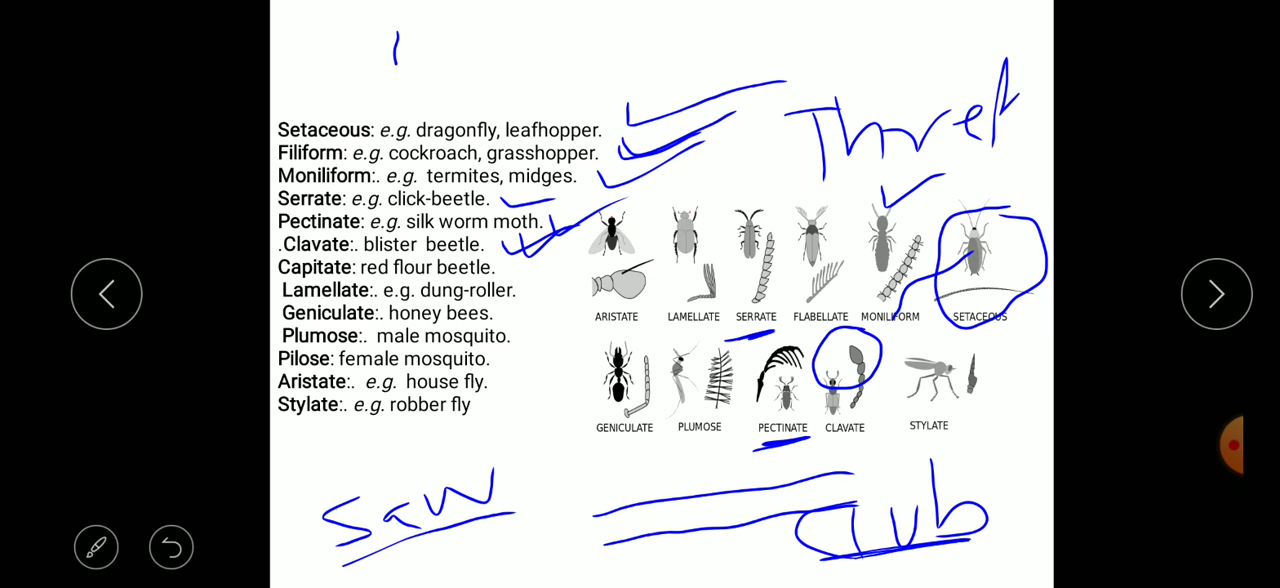 Setaceous: e.g. dragonfly, leafhopper.
Filiform: e.g. cockroach, grasshopper.
Moniliform:. e.g. termites, midges.
Serrate: e.g. click-beetle.
Pectinate: e.g. silk worm moth.
.Clavate:. blister beetle.
Capitate: red flour beetle.
Lamellate:. e.g. dung-roller.
Geniculate:. honey bees.
Plumose:. male mosquito.
Pilose: female mosquito.
Aristate:. e.g. house fly.
Stylate:. e.g. robber fly
ARISTATE LAMELLATE SERRATE FLABELLATE MONILIFORM SETACEOUS
GENICULATE PLUMOSE PECTINATE CLAVATE STYLATE
Saw
Club